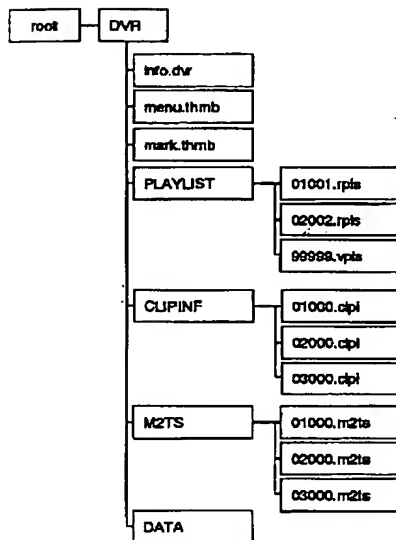 root DVR
info.dvr
menu.thmb
mark.thmb
PLAYLIST 01001.rpls
02002.rpls
99999.vpls
CLIPINF 01000.clpi
02000.clpi
03000.clpi
M2TS 01000.m2ts
02000.m2ts
03000.m2ts
DATA